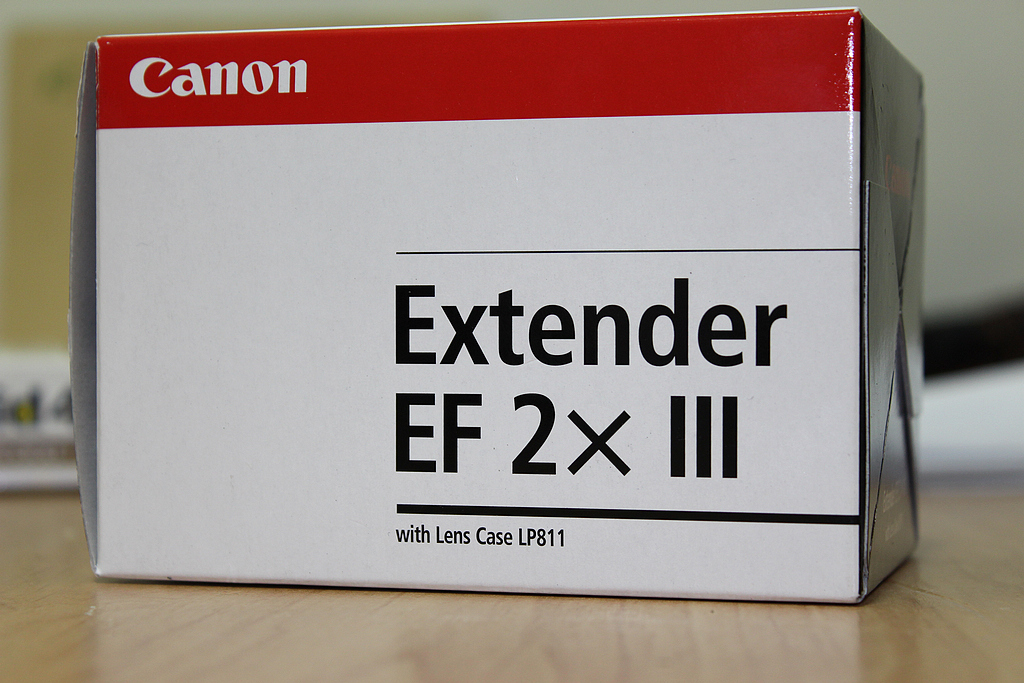 Canon
Extender
EF 2× III
with Lens Case LP811